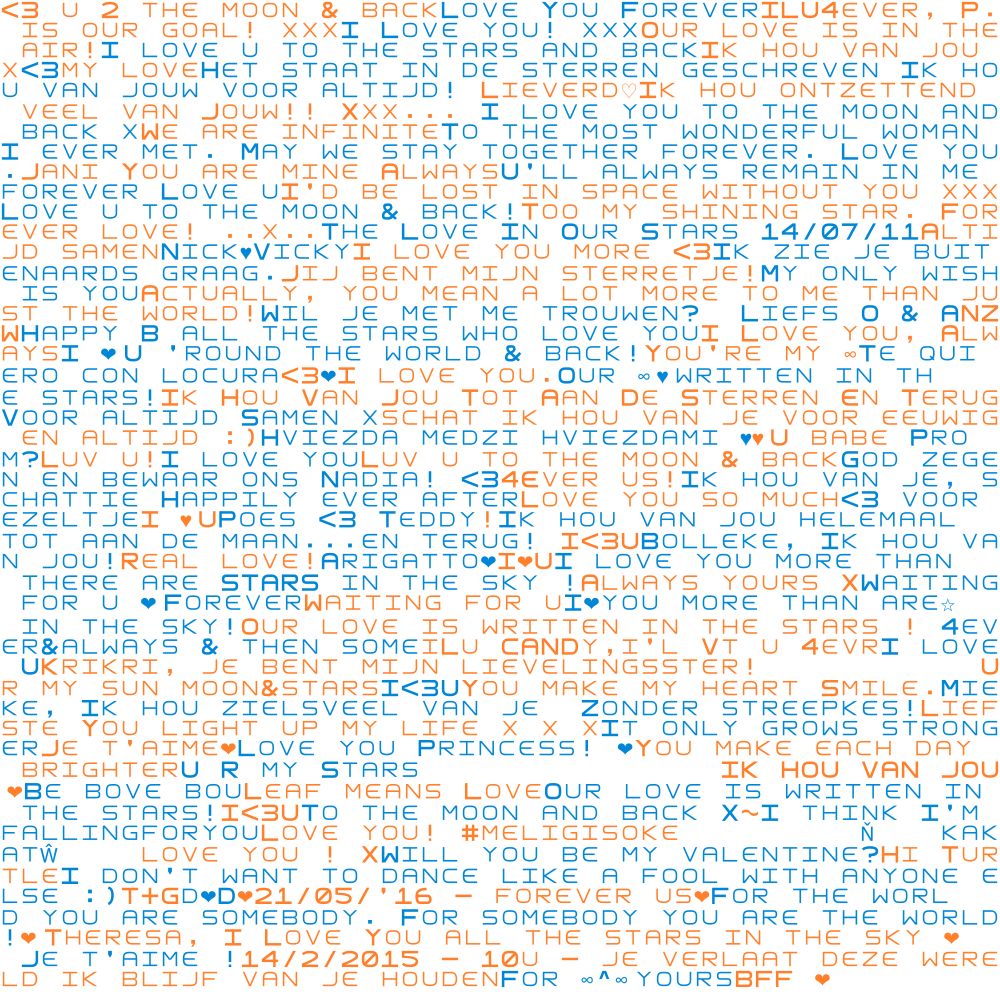 <3 U 2 THE MOON & BACKLOVE YOU FOREVERILU4EVER, P.
IS OUR GOAL! XXXI LOVE YOU! XXXOUR LOVE IS IN THE
AIR!I LOVE U TO THE STARS AND BACKIK HOU VAN JOU
X<3MY LOVEHET STAAT IN DE STERREN GESCHREVEN IK HO
U VAN JOUW VOOR ALTIJD! LIEVERD♡IK HOU ONTZETTEND
VEEL VAN JOUW!! XXX... I LOVE YOU TO THE MOON AND
BACK XWE ARE INFINITETO THE MOST WONDERFUL WOMAN
I EVER MET. MAY WE STAY TOGETHER FOREVER. LOVE YOU
.JANI YOU ARE MINE ALWAYSU'LL ALWAYS REMAIN IN ME
FOREVER LOVE UI'D BE LOST IN SPACE WITHOUT YOU XXX
LOVE U TO THE MOON & BACK!TOO MY SHINING STAR. FOR
EVER LOVE! ..X..THE LOVE IN OUR STARS 14/07/11ALTI
JD SAMENNICK♥VICKYI LOVE YOU MORE <3IK ZIE JE BUIT
ENAARDS GRAAG.JIJ BENT MIJN STERRETJE!MY ONLY WISH
IS YOUACTUALLY, YOU MEAN A LOT MORE TO ME THAN JU
ST THE WORLD!WIL JE MET ME TROUWEN?  LIEFS O & ANZ
WHAPPY B ALL THE STARS WHO LOVE YOUI LOVE YOU, ALW
AYSI ❤U 'ROUND THE WORLD & BACK!YOU'RE MY ∞TE QUI
ERO CON LOCURA<3❤I LOVE YOU.OUR ∞♥WRITTEN IN TH
E STARS!IK HOU VAN JOU TOT AAN DE STERREN EN TERUG
VOOR ALTIJD SAMEN XSCHAT IK HOU VAN JE VOOR EEUWIG
EN ALTIJD :)HVIEZDA MEDZI HVIEZDAMI ♥♥U BABE PRO
M?LUV U!I LOVE YOULUV U TO THE MOON & BACKGOD ZEGE
N EN BEWAAR ONS NADIA! <34EVER US!IK HOU VAN JE, S
CHATTIE HAPPILY EVER AFTERLOVE YOU SO MUCH<3 VOOR
EZELTJEI ♥UPOES <3 TEDDY!IK HOU VAN JOU HELEMAAL
TOT AAN DE MAAN...EN TERUG! I<3UBOLLEKE, IK HOU VA
N JOU!REAL LOVE!ARIGATTO❤I❤UI LOVE YOU MORE THAN
THERE ARE STARS IN THE SKY !ALWAYS YOURS XWAITING
FOR U ❤FOREVERWAITING FOR UI❤YOU MORE THAN ARE☆
IN THE SKY!OUR LOVE IS WRITTEN IN THE STARS ! 4EV
ER&ALWAYS & THEN SOMEILU CANDY,I'L VT U 4EVRI LOVE
UKRIKRI, JE BENT MIJN LIEVELINGSSTER!           U
R MY SUN MOON&STARSI<3UYOU MAKE MY HEART SMILE.MIE
KE, IK HOU ZIELSVEEL VAN JE  ZONDER STREEPKES!LIEF
STE YOU LIGHT UP MY LIFE X X XIT ONLY GROWS STRONG
ERJE T'AIME❤LOVE YOU PRINCESS! ❤YOU MAKE EACH DAY
BRIGHTERU R MY STARS               IK HOU VAN JOU
❤BE BOVE BOULEAF MEANS LOVEOUR LOVE IS WRITTEN IN
THE STARS!I<3UTO THE MOON AND BACK X~I THINK I'M
FALLINGFORYOULOVE YOU! #MELIGISOKE         Ň   KAK
ATŴ    LOVE YOU ! XWILL YOU BE MY VALENTINE?HI TUR
TLEI DON'T WANT TO DANCE LIKE A FOOL WITH ANYONE E
LSE :)T+GD❤D❤21/05/'16 - FOREVER US❤FOR THE WORL
D YOU ARE SOMEBODY. FOR SOMEBODY YOU ARE THE WORLD
!❤THERESA, I LOVE YOU ALL THE STARS IN THE SKY ❤
JE T'AIME !14/2/2015 - 10U - JE VERLAAT DEZE WERE
LD IK BLIJF VAN JE HOUDENFOR ∞^∞YOURSBFF ❤